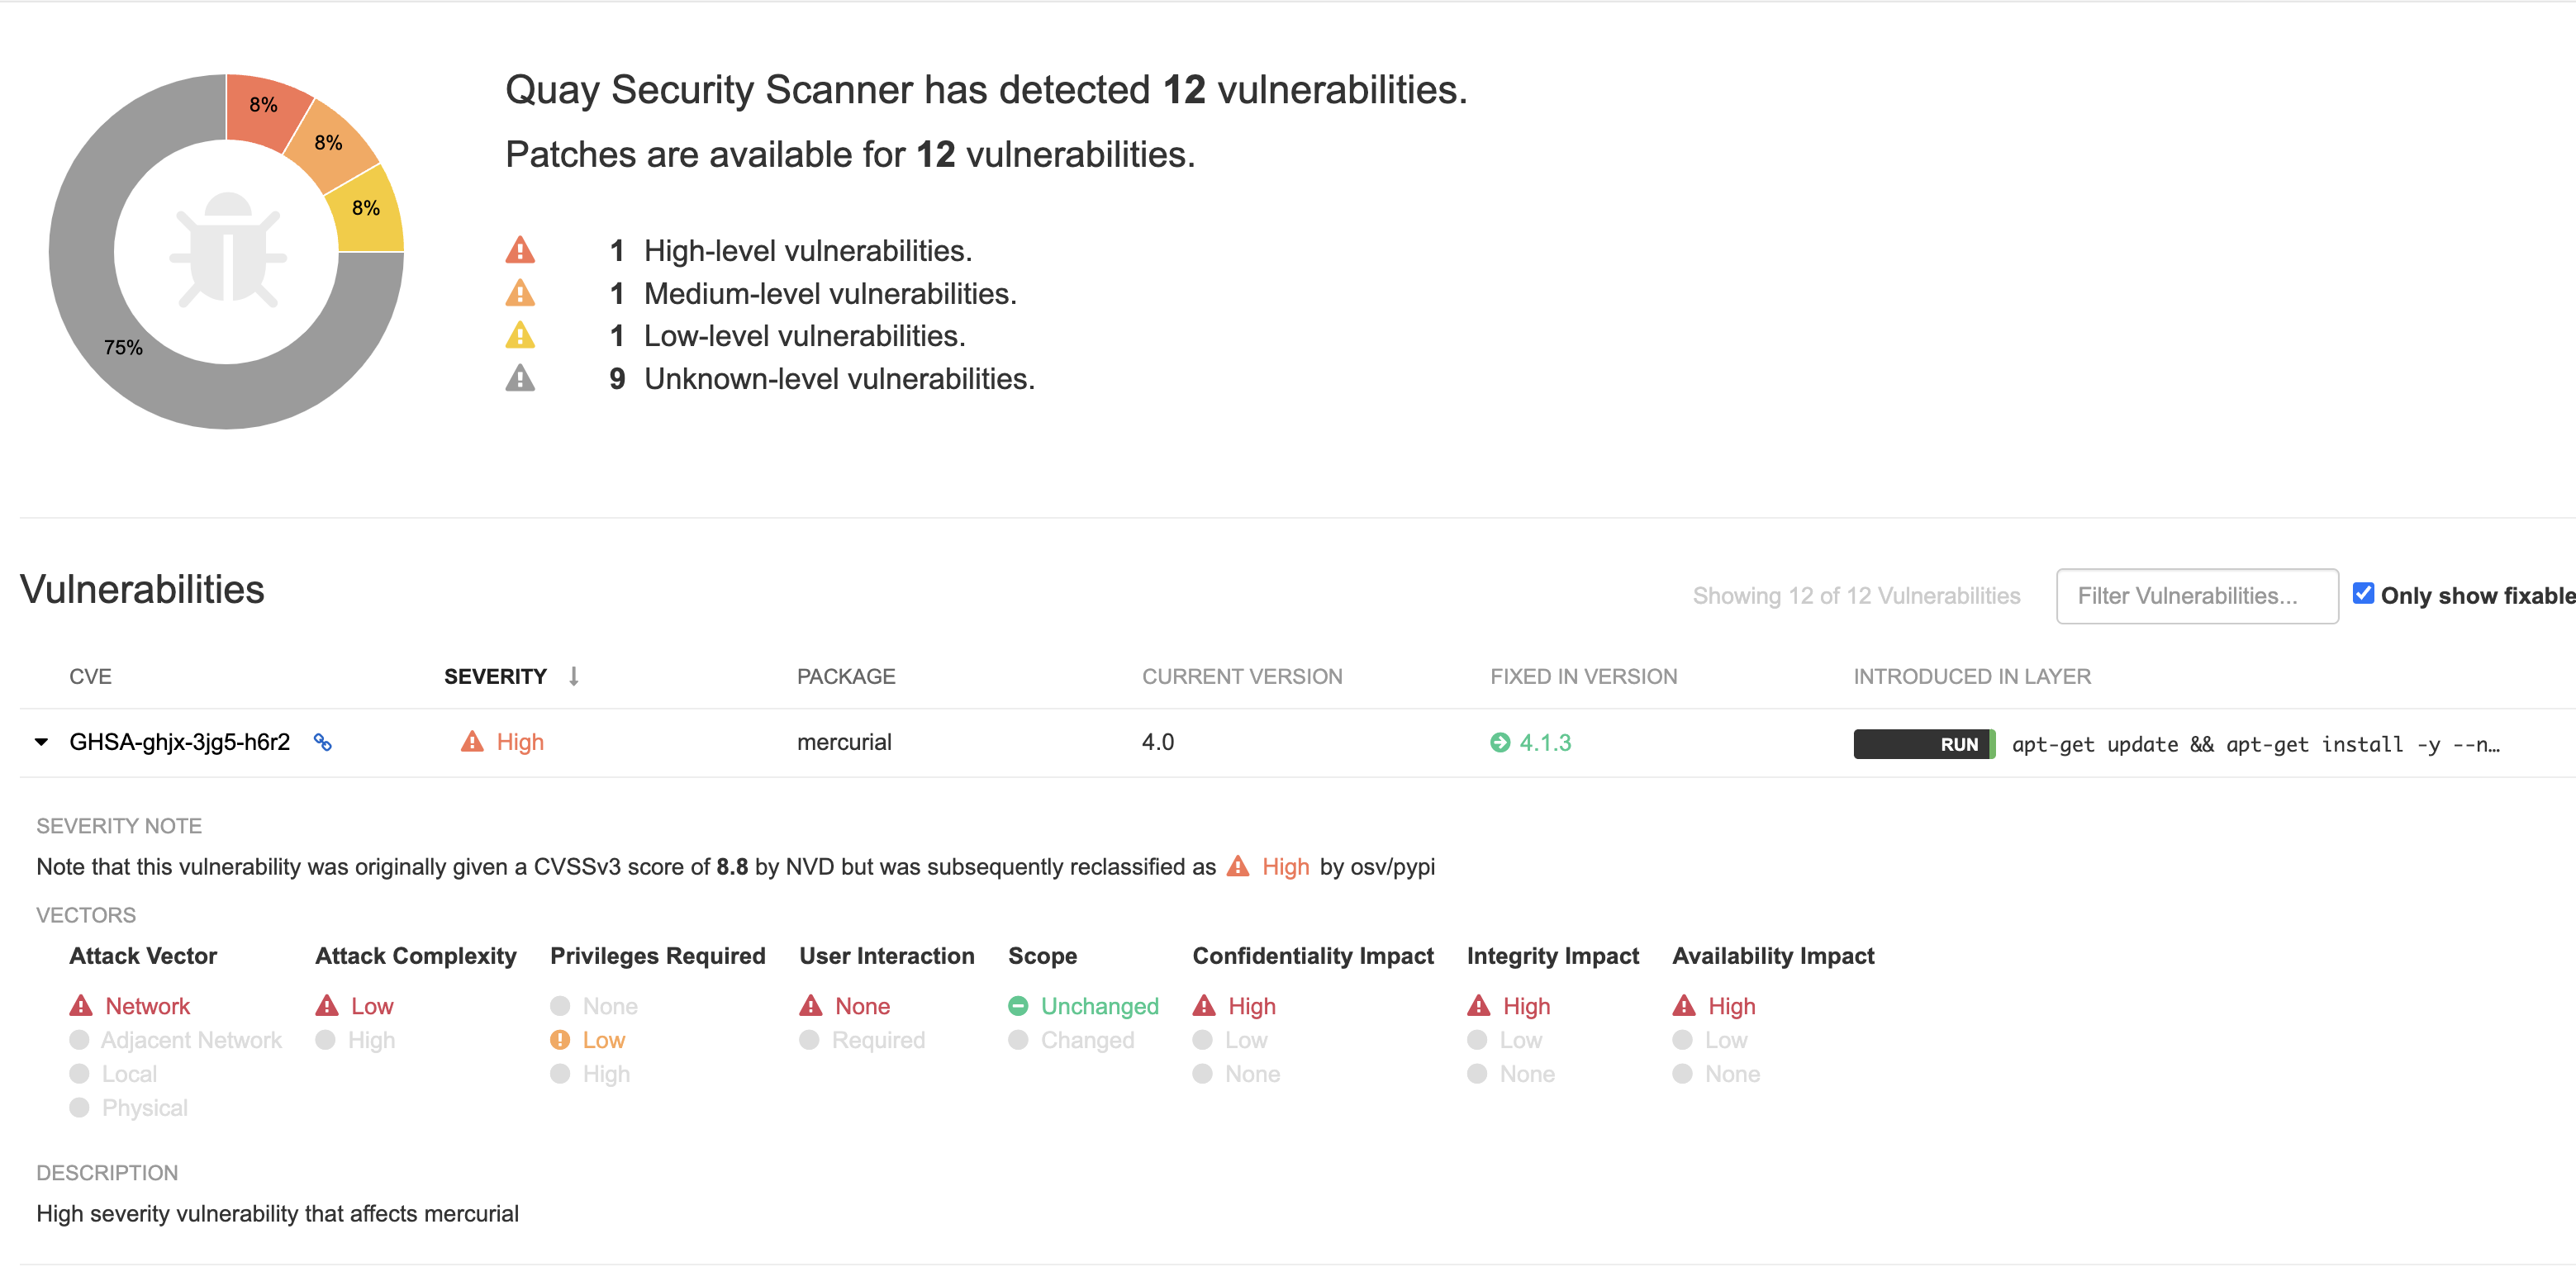 8%
8%
8%
75%
Quay Security Scanner has detected 12 vulnerabilities.
Patches are available for 12 vulnerabilities.
1 High-level vulnerabilities.
1 Medium-level vulnerabilities.
1 Low-level vulnerabilities.
9 Unknown-level vulnerabilities.
Vulnerabilities
Showing 12 of 12 Vulnerabilities
Filter Vulnerabilities...
Only show fixable
CVE SEVERITY PACKAGE CURRENT VERSION FIXED IN VERSION INTRODUCED IN LAYER
GHSA-ghjx-3jg5-h6r2 High mercurial 4.0 4.1.3 RUN apt-get update && apt-get install -y --n…
SEVERITY NOTE
Note that this vulnerability was originally given a CVSSv3 score of 8.8 by NVD but was subsequently reclassified as High by osv/pypi
VECTORS
Attack Vector Attack Complexity Privileges Required User Interaction Scope Confidentiality Impact Integrity Impact Availability Impact
Network Low None None Unchanged High High High
Adjacent Network High Low Required Changed Low Low Low
Local High None None None
Physical
DESCRIPTION
High severity vulnerability that affects mercurial